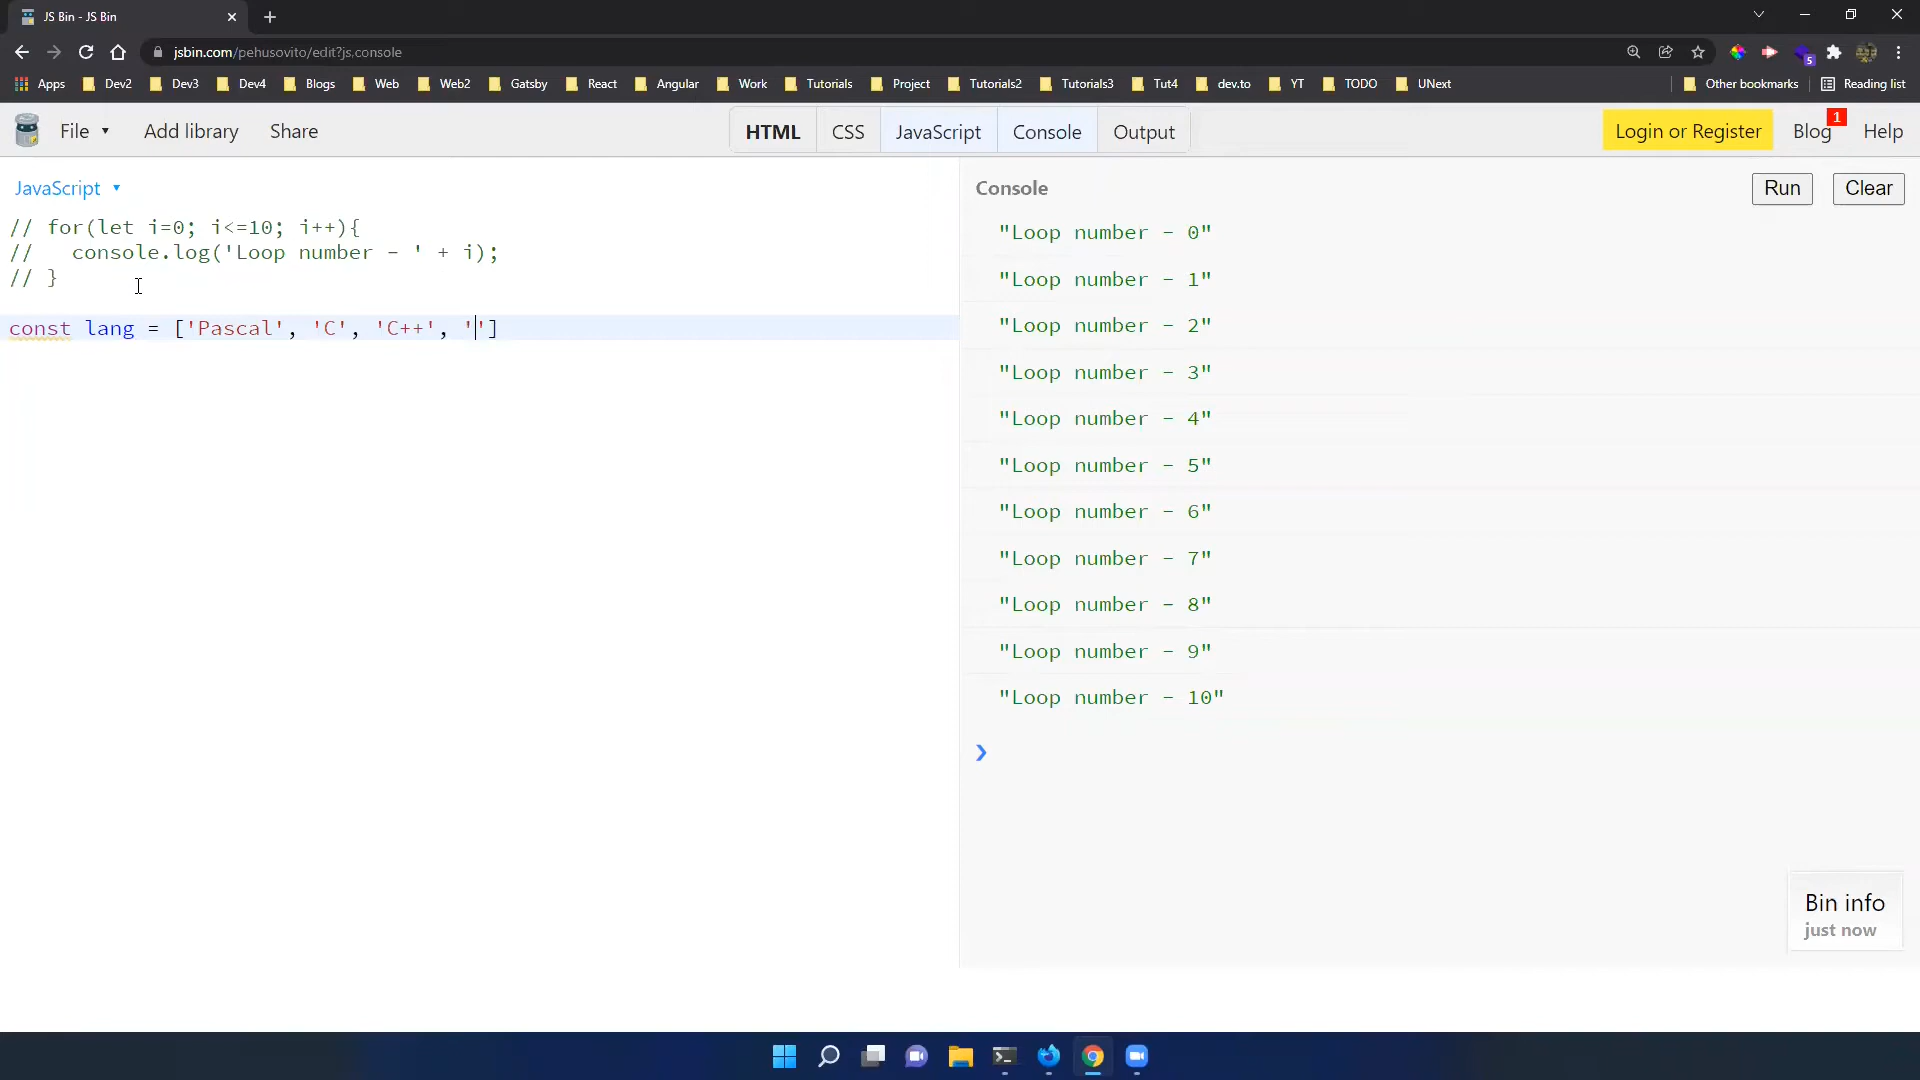 JS Bin - JS Bin
jsbin.com/pehusovito/edit?js,console
5
Apps Dev2 Dev3 Dev4 Blogs Web Web2 Gatsby React Angular Work Tutorials Project Tutorials2 Tutorials3 Tut4 dev.to YT TODO UNext Other bookmarks Reading list
File Add library Share HTML CSS JavaScript Console Output Login or Register Blog 1 Help
JavaScript
// for(let i=0; i<=10; i++){
//   console.log('Loop number - ' + i);
// }
const lang = ['Pascal', 'C', 'C++', '']
Console Run Clear
"Loop number - 0"
"Loop number - 1"
"Loop number - 2"
"Loop number - 3"
"Loop number - 4"
"Loop number - 5"
"Loop number - 6"
"Loop number - 7"
"Loop number - 8"
"Loop number - 9"
"Loop number - 10"
Bin info
just now